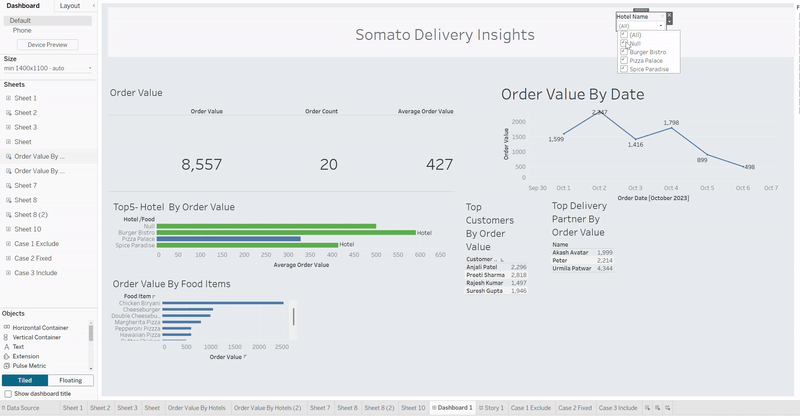 Dashboard
Layout
Default
Phone
Device Preview
Size
min 1400x1100 - auto
Sheets
Sheet 1
Sheet 2
Sheet 3
Sheet
Order Value By ...
Order Value By ...
Sheet 7
Sheet 8
Sheet 8 (2)
Sheet 10
Case 1 Exclude
Case 2 Fixed
Case 3 Include
Objects
Horizontal Container
Vertical Container
Text
Extension
Pulse Metric
Tiled
Floating
Show dashboard title
Somato Delivery Insights
Hotel Name
(All)
(All)
Null
Burger Bistro
Pizza Palace
Spice Paradise
Order Value
Order Value
Order Count
Average Order Value
8,557
20
427
Order Value By Date
Order Value
2000
1500
1000
500
0
1,599
2,347
1,416
1,798
899
498
Sep 30
Oct 1
Oct 2
Oct 3
Oct 4
Oct 5
Oct 6
Oct 7
Order Date [October 2023]
Top5- Hotel By Order Value
Hotel /Food
Null
Burger Bistro
Hotel
Pizza Palace
Spice Paradise
Hotel
0 50 100 150 200 250 300 350 400 450 500 550 600 650
Average Order Value
Top
Customers
By Order
Value
Customer ..
Anjali Patel 2,296
Preeti Sharma 2,818
Rajesh Kumar 1,497
Suresh Gupta 1,946
Top Delivery
Partner By
Order Value
Name
Akash Avatar 1,999
Peter 2,214
Urmila Patwar 4,344
Order Value By Food Items
Food Item
Chicken Biryani
Cheeseburger
Double Cheesebu..
Margherita Pizza
Pepperoni Pizzza
Hawaiian Pizza
0 500 1000 1500 2000 2500
Order Value
Data Source
Sheet 1
Sheet 2
Sheet 3
Sheet
Order Value By Hotels
Order Value By Hotels (2)
Sheet 7
Sheet 8
Sheet 8 (2)
Sheet 10
Dashboard 1
Story 1
Case 1 Exclude
Case 2 Fixed
Case 3 Include